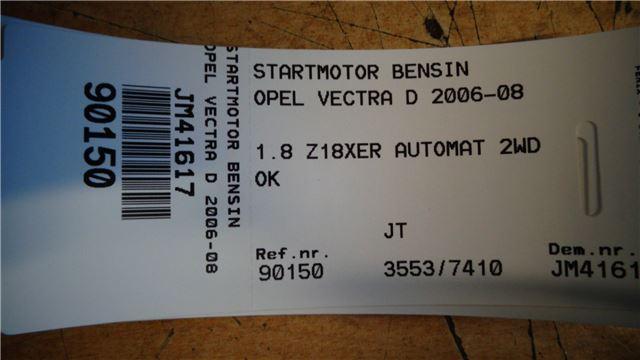 STARTMOTOR BENSIN
OPEL VECTRA D 2006-08
1.8 Z18XER AUTOMAT 2WD
OK
JT
Ref.nr.
90150
3553/7410
Dem.nr.
JM4161
STARTMOTOR BENSIN
OPEL VECTRA D 2006-08
JM41617
90150